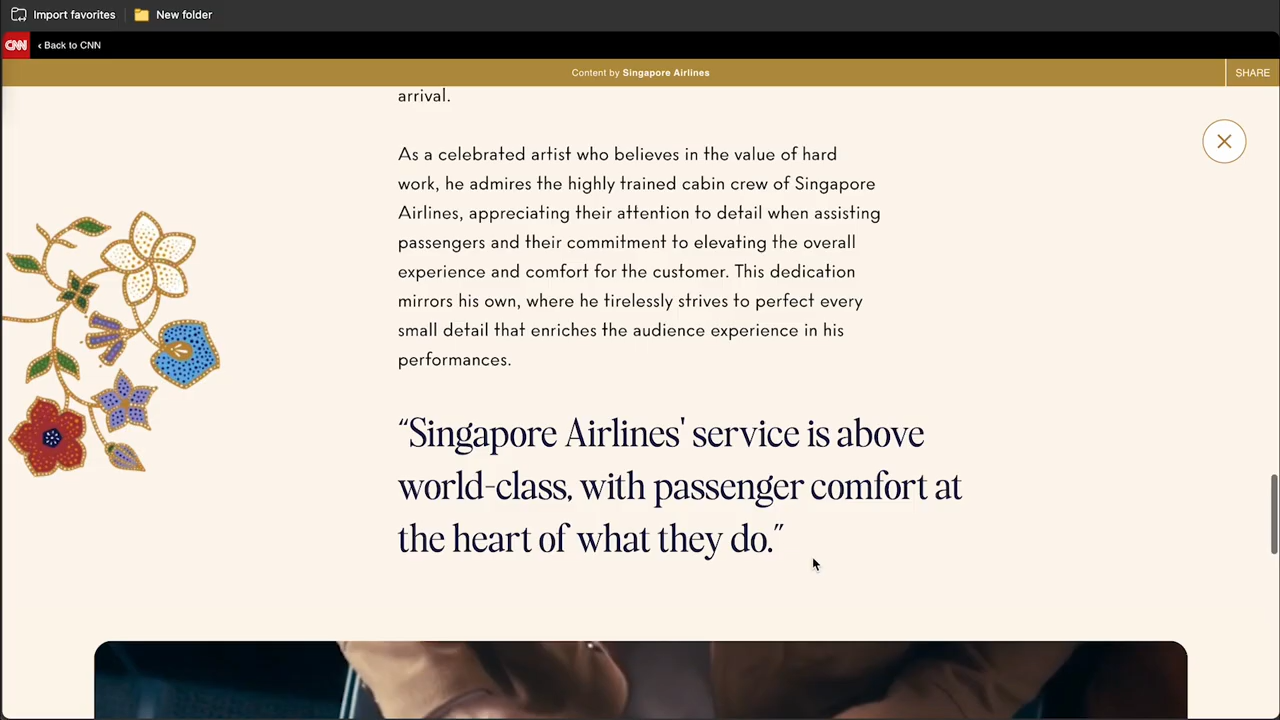 Import favorites
New folder
CNN
‹ Back to CNN
Content by Singapore Airlines
SHARE
arrival.
As a celebrated artist who believes in the value of hard
work, he admires the highly trained cabin crew of Singapore
Airlines, appreciating their attention to detail when assisting
passengers and their commitment to elevating the overall
experience and comfort for the customer. This dedication
mirrors his own, where he tirelessly strives to perfect every
small detail that enriches the audience experience in his
performances.
“Singapore Airlines' service is above
world-class, with passenger comfort at
the heart of what they do.”